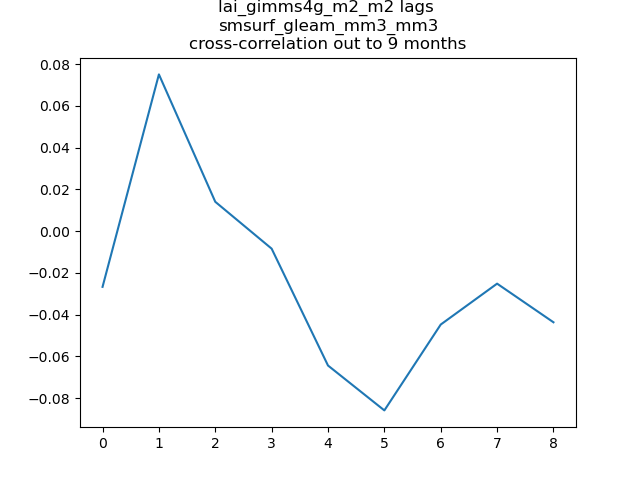 lai_gimms4g_m2_m2 lags
smsurf_gleam_mm3_mm3
cross-correlation out to 9 months
0.08
0.06
0.04
0.02
0.00
−0.02
−0.04
−0.06
−0.08
0 1 2 3 4 5 6 7 8